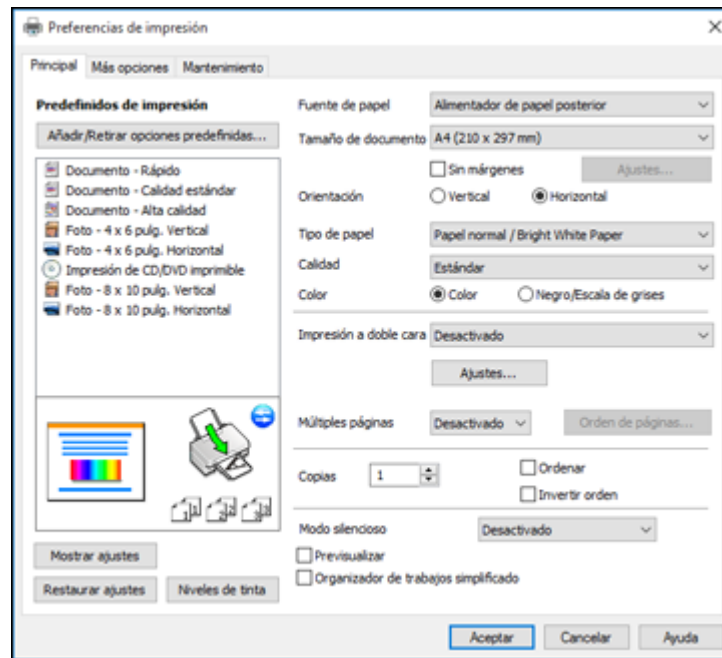 Preferencias de impresión
Principal
Más opciones
Mantenimiento
Predefinidos de impresión
Añadir/Retirar opciones predefinidas...
Documento - Rápido
Documento - Calidad estándar
Documento - Alta calidad
Foto - 4 x 6 pulg. Vertical
Foto - 4 x 6 pulg. Horizontal
Impresión de CD/DVD imprimible
Foto - 8 x 10 pulg. Vertical
Foto - 8 x 10 pulg. Horizontal
1 1 2 2 3 3
Mostrar ajustes
Restaurar ajustes
Niveles de tinta
Fuente de papel Alimentador de papel posterior
Tamaño de documento A4 (210 x 297 mm)
Sin márgenes Ajustes...
Orientación Vertical Horizontal
Tipo de papel Papel normal / Bright White Paper
Calidad Estándar
Color Color Negro/Escala de grises
Impresión a doble cara Desactivado
Ajustes...
Múltiples páginas Desactivado Orden de páginas...
Copias 1 Ordenar
Invertir orden
Modo silencioso Desactivado
Previsualizar
Organizador de trabajos simplificado
Aceptar Cancelar Ayuda